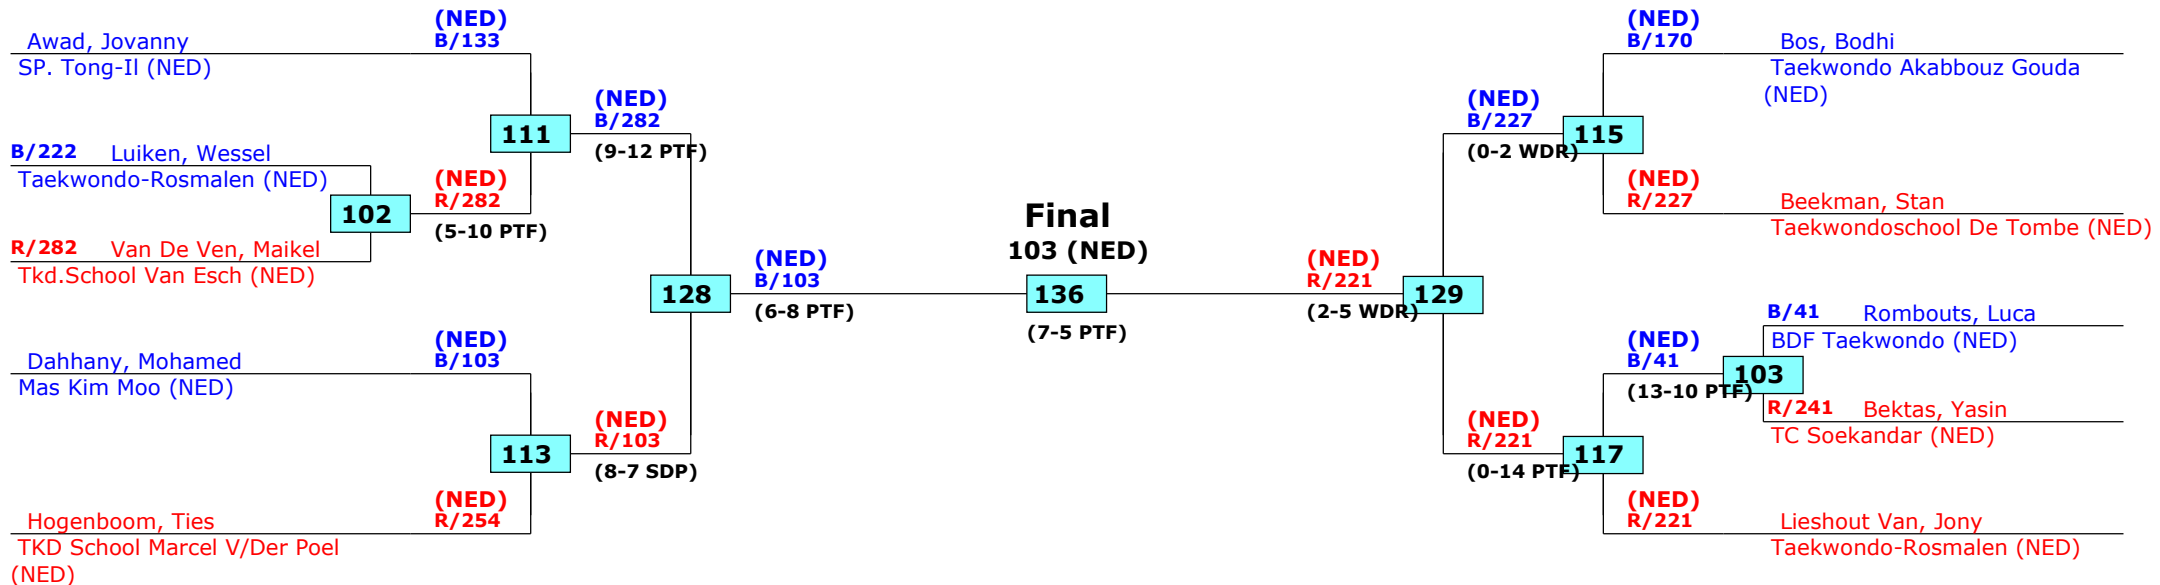 (NED)
B/133
Awad, Jovanny
SP. Tong-Il (NED)
B/222 Luiken, Wessel
Taekwondo-Rosmalen (NED)
R/282 Van De Ven, Maikel
Tkd.School Van Esch (NED)
102
(NED)
R/282
(5-10 PTF)
111
(NED)
B/282
(9-12 PTF)
(NED)
B/103
Dahhany, Mohamed
Mas Kim Moo (NED)
(NED)
R/254
Hogenboom, Ties
TKD School Marcel V/Der Poel
(NED)
113
(NED)
R/103
(8-7 SDP)
128
(NED)
B/103
(6-8 PTF)
Final
103 (NED)
136
(7-5 PTF)
(NED)
R/221
(2-5 WDR)
129
(NED)
B/227
(0-2 WDR)
115
(NED)
B/170
Bos, Bodhi
Taekwondo Akabbouz Gouda
(NED)
(NED)
R/227
Beekman, Stan
Taekwondoschool De Tombe (NED)
(NED)
R/221
(0-14 PTF)
117
(NED)
B/41
(13-10 PTF)
103
B/41 Rombouts, Luca
BDF Taekwondo (NED)
R/241 Bektas, Yasin
TC Soekandar (NED)
(NED)
R/221
Lieshout Van, Jony
Taekwondo-Rosmalen (NED)